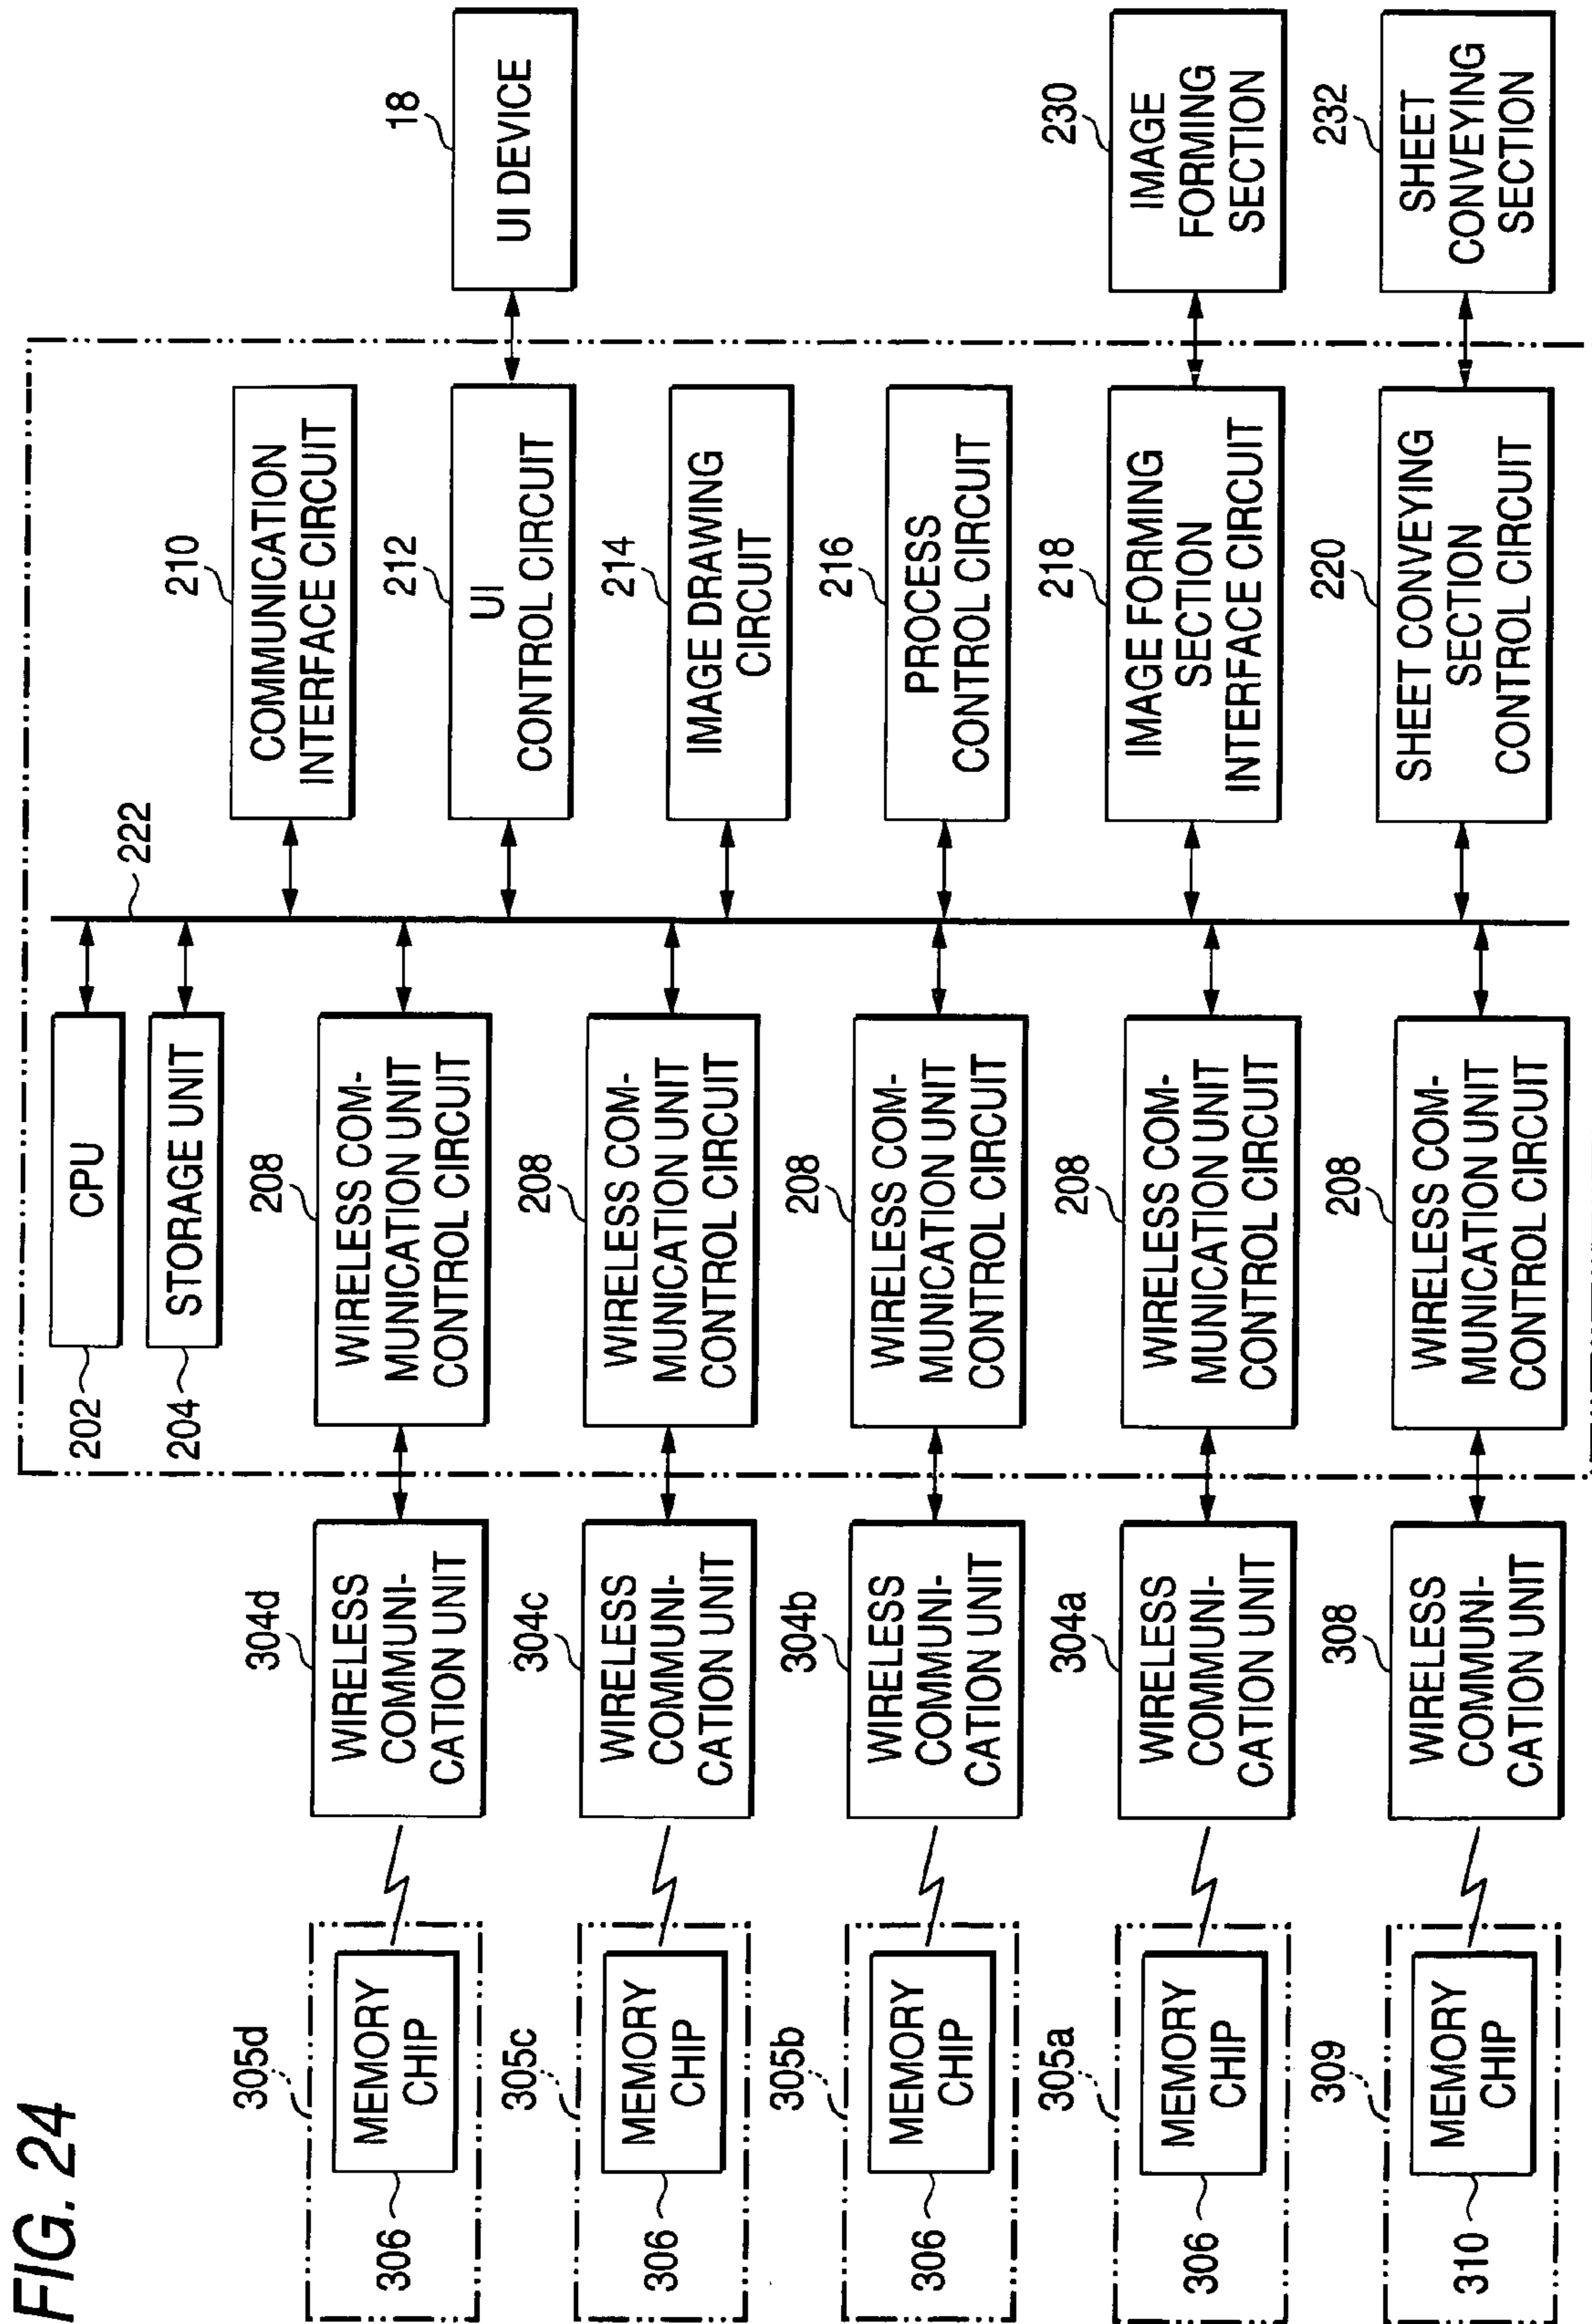 FIG. 24
305d
MEMORY
CHIP
306
304d
WIRELESS
COMMUNI-
CATION UNIT
305c
MEMORY
CHIP
306
304c
WIRELESS
COMMUNI-
CATION UNIT
305b
MEMORY
CHIP
306
304b
WIRELESS
COMMUNI-
CATION UNIT
305a
MEMORY
CHIP
306
304a
WIRELESS
COMMUNI-
CATION UNIT
309
MEMORY
CHIP
310
308
WIRELESS
COMMUNI-
CATION UNIT
202
CPU
204
STORAGE UNIT
208
WIRELESS COM-
MUNICATION UNIT
CONTROL CIRCUIT
208
WIRELESS COM-
MUNICATION UNIT
CONTROL CIRCUIT
208
WIRELESS COM-
MUNICATION UNIT
CONTROL CIRCUIT
208
WIRELESS COM-
MUNICATION UNIT
CONTROL CIRCUIT
208
WIRELESS COM-
MUNICATION UNIT
CONTROL CIRCUIT
222
210
COMMUNICATION
INTERFACE CIRCUIT
212
UI
CONTROL CIRCUIT
214
IMAGE DRAWING
CIRCUIT
216
PROCESS
CONTROL CIRCUIT
218
IMAGE FORMING
SECTION
INTERFACE CIRCUIT
220
SHEET CONVEYING
SECTION
CONTROL CIRCUIT
18
UI DEVICE
230
IMAGE
FORMING
SECTION
232
SHEET
CONVEYING
SECTION